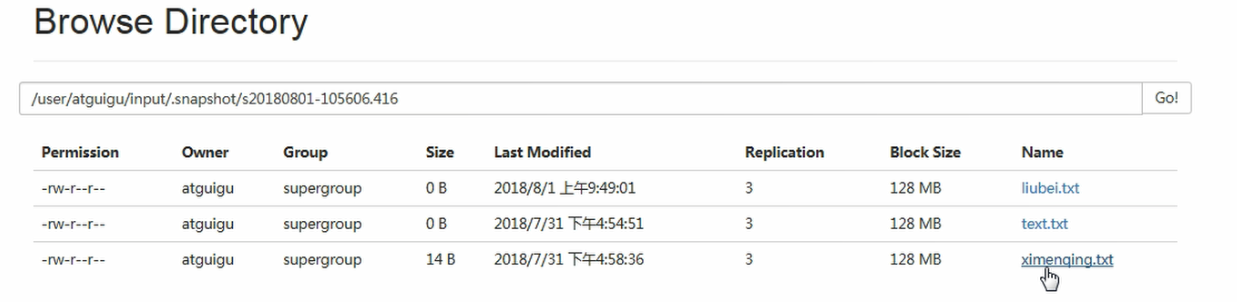 Browse Directory
/user/atguigu/input/.snapshot/s20180801-105606.416 Go!
Permission Owner Group Size Last Modified Replication Block Size Name
-rw-r--r-- atguigu supergroup 0 B 2018/8/1 上午9:49:01 3 128 MB liubei.txt
-rw-r--r-- atguigu supergroup 0 B 2018/7/31 下午4:54:51 3 128 MB text.txt
-rw-r--r-- atguigu supergroup 14 B 2018/7/31 下午4:58:36 3 128 MB ximenqing.txt